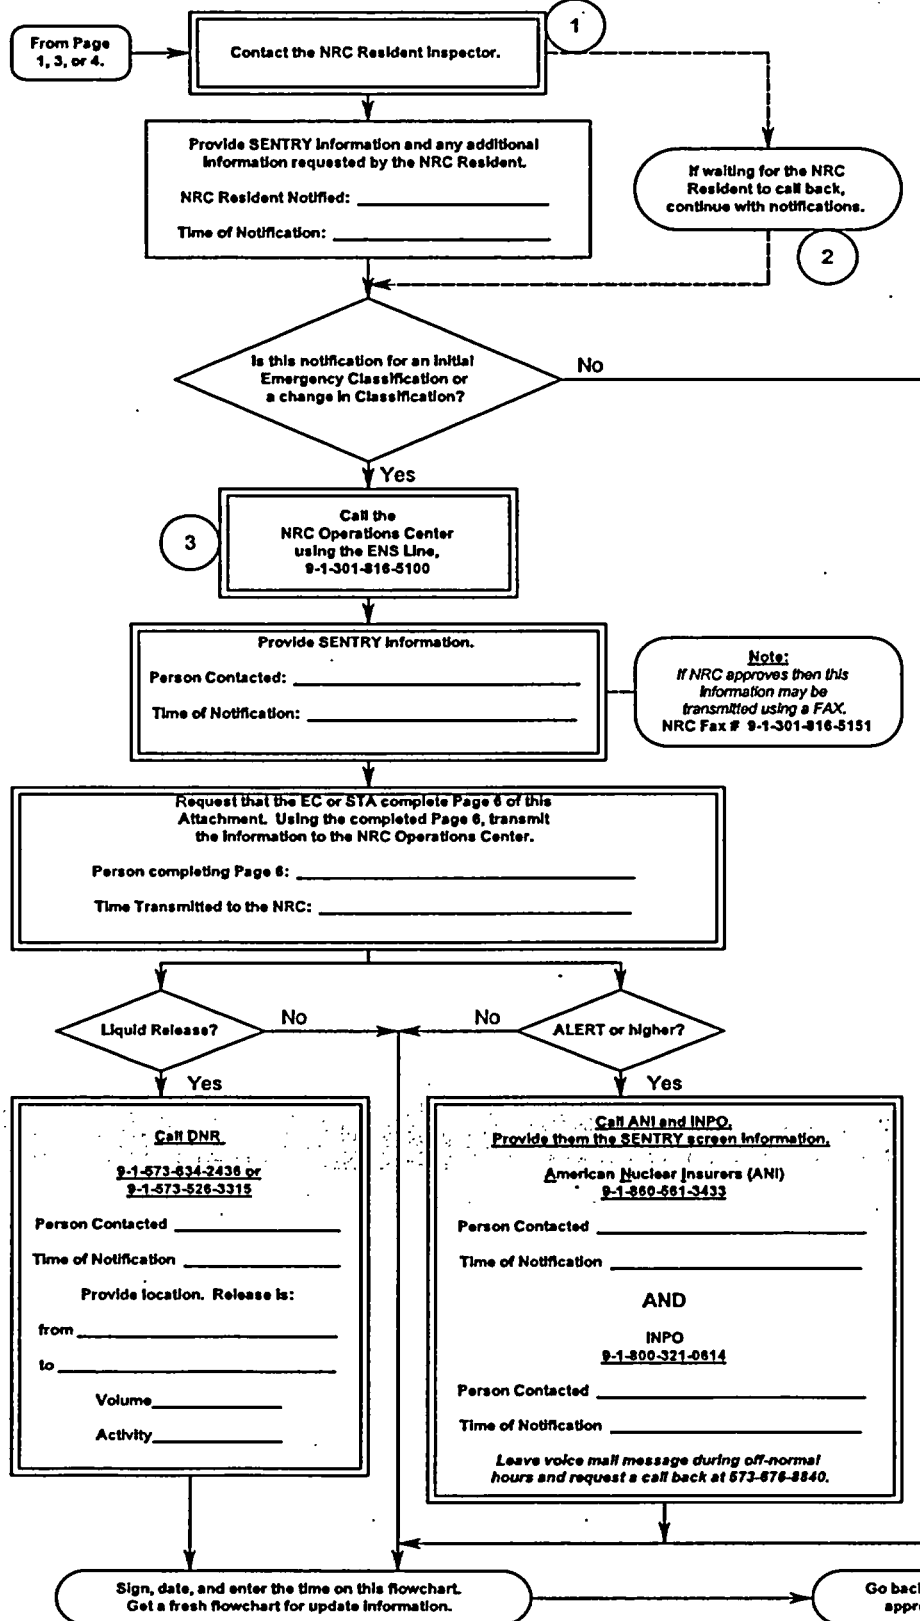 From Page
1, 3, or 4.
Contact the NRC Resident Inspector.
1
Provide SENTRY Information and any additional
Information requested by the NRC Resident.
NRC Resident Notified:
Time of Notification:
If waiting for the NRC
Resident to call back,
continue with notifications.
2
Is this notification for an Initial
Emergency Classification or
a change in Classification?
No
Yes
3
Call the
NRC Operations Center
using the ENS Line,
9-1-301-816-5100
Provide SENTRY Information.
Person Contacted:
Time of Notification:
Note:
If NRC approves then this
Information may be
transmitted using a FAX.
NRC Fax # 9-1-301-816-5151
Request that the EC or STA complete Page 6 of this
Attachment. Using the completed Page 6, transmit
the Information to the NRC Operations Center.
Person completing Page 6:
Time Transmitted to the NRC:
Liquid Release?
No
No
ALERT or higher?
Yes
Yes
Call DNR
9-1-573-634-2436 or
9-1-573-526-3315
Person Contacted
Time of Notification
Provide location. Release is:
from
to
Volume
Activity
Call ANI and INPO.
Provide them the SENTRY screen Information.
American Nuclear Insurers (ANI)
9-1-860-561-3433
Person Contacted
Time of Notification
AND
INPO
9-1-800-321-0614
Person Contacted
Time of Notification
Leave voice mail message during off-normal
hours and request a call back at 573-676-8840.
Sign, date, and enter the time on this flowchart.
Get a fresh flowchart for update information.
Go bac
appr